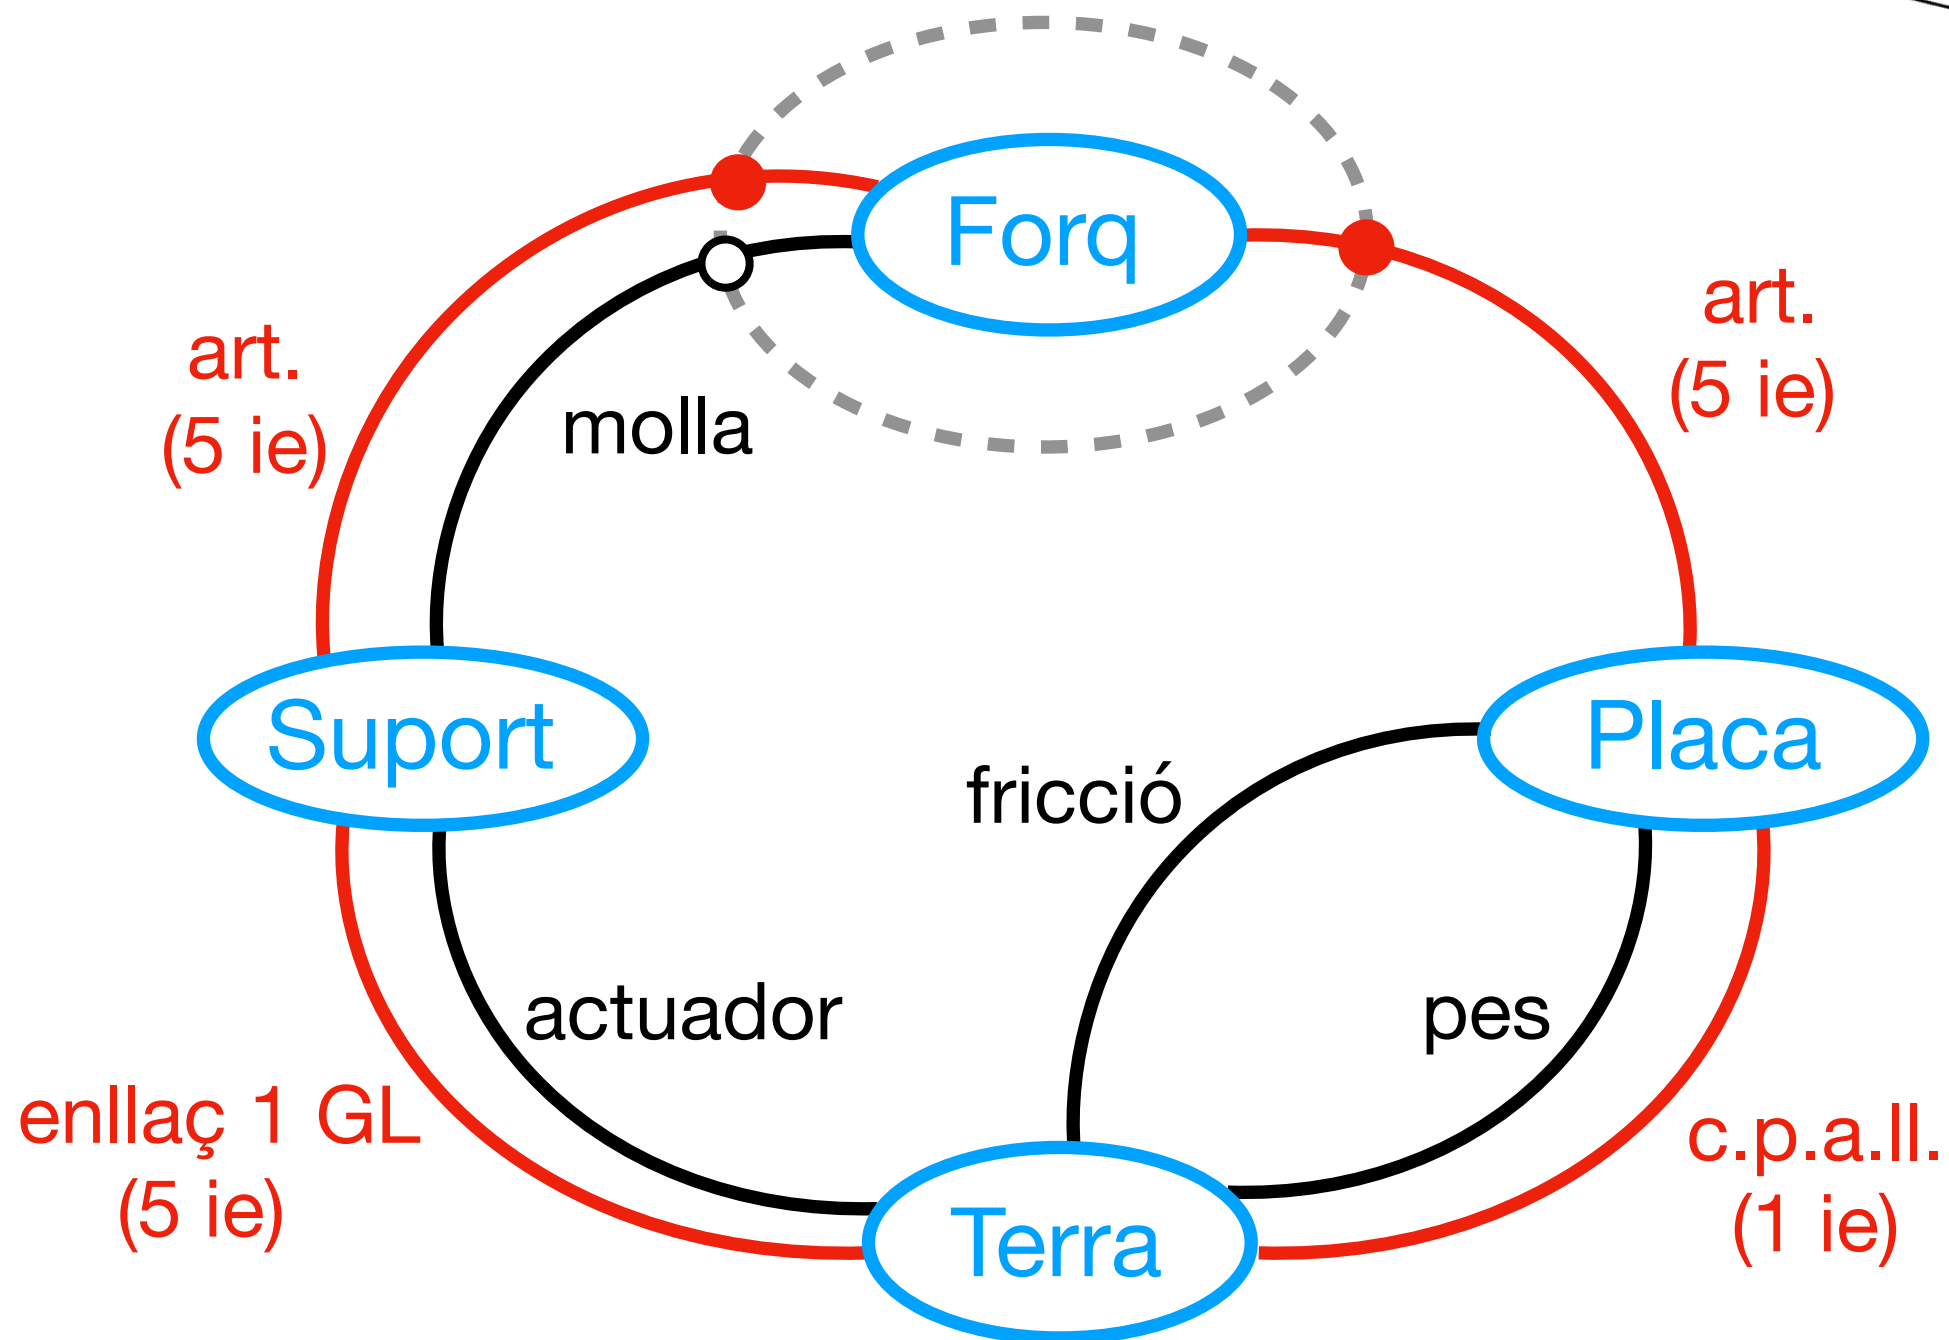 Forq
art.
(5 ie)
art.
(5 ie)
molla
Suport
Placa
fricció
actuador
pes
enllaç 1 GL
(5 ie)
c.p.a.ll.
(1 ie)
Terra